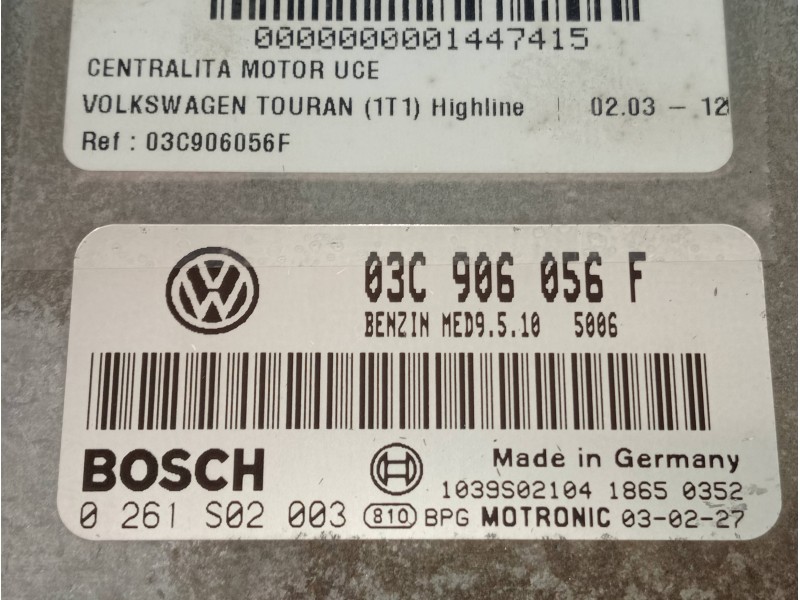 0000000001447415
CENTRALITA MOTOR UCE
VOLKSWAGEN TOURAN (1T1) Highline | 02.03 - 12
Ref : 03C906056F
03C 906 056 F
BENZIN MED9.5.10 5006
BOSCH
Made in Germany
1039S02104 1865 0352
0 261 S02 003 810 BPG MOTRONIC 03-02-27